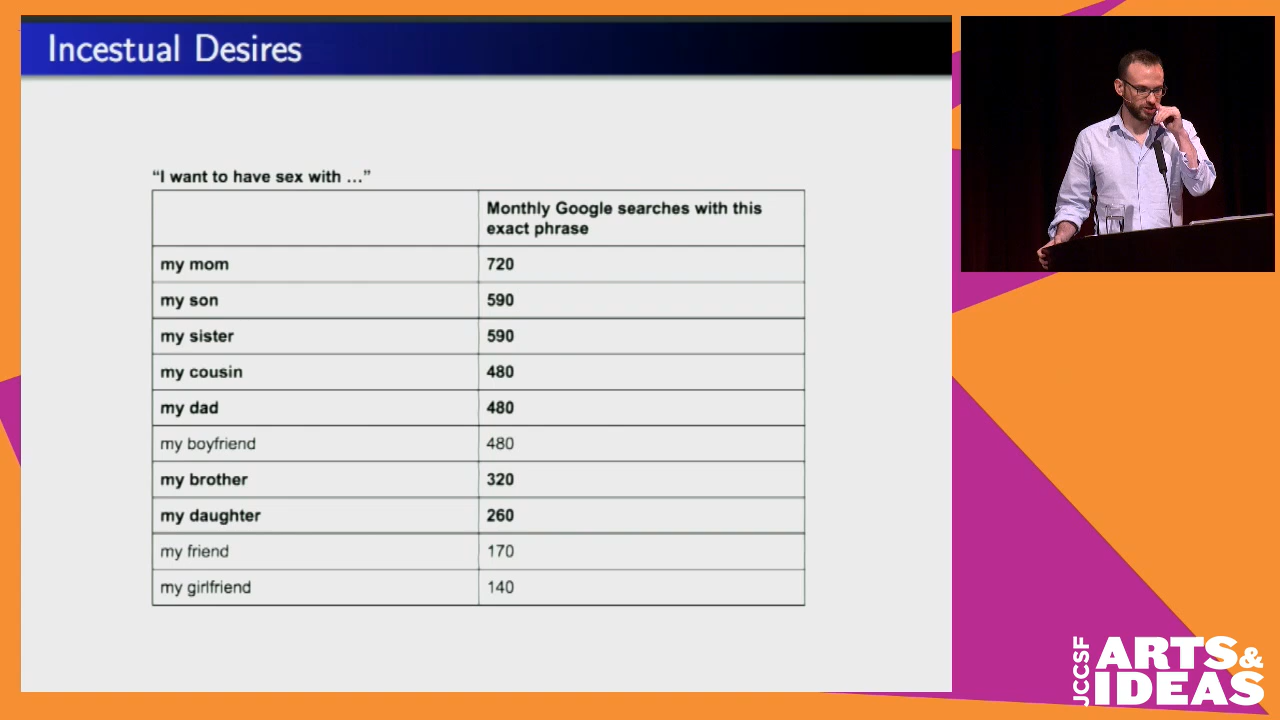 Incestual Desires
“I want to have sex with ...”
Monthly Google searches with this
exact phrase
my mom 720
my son 590
my sister 590
my cousin 480
my dad 480
my boyfriend 480
my brother 320
my daughter 260
my friend 170
my girlfriend 140
JCCSF
ARTS&
IDEAS